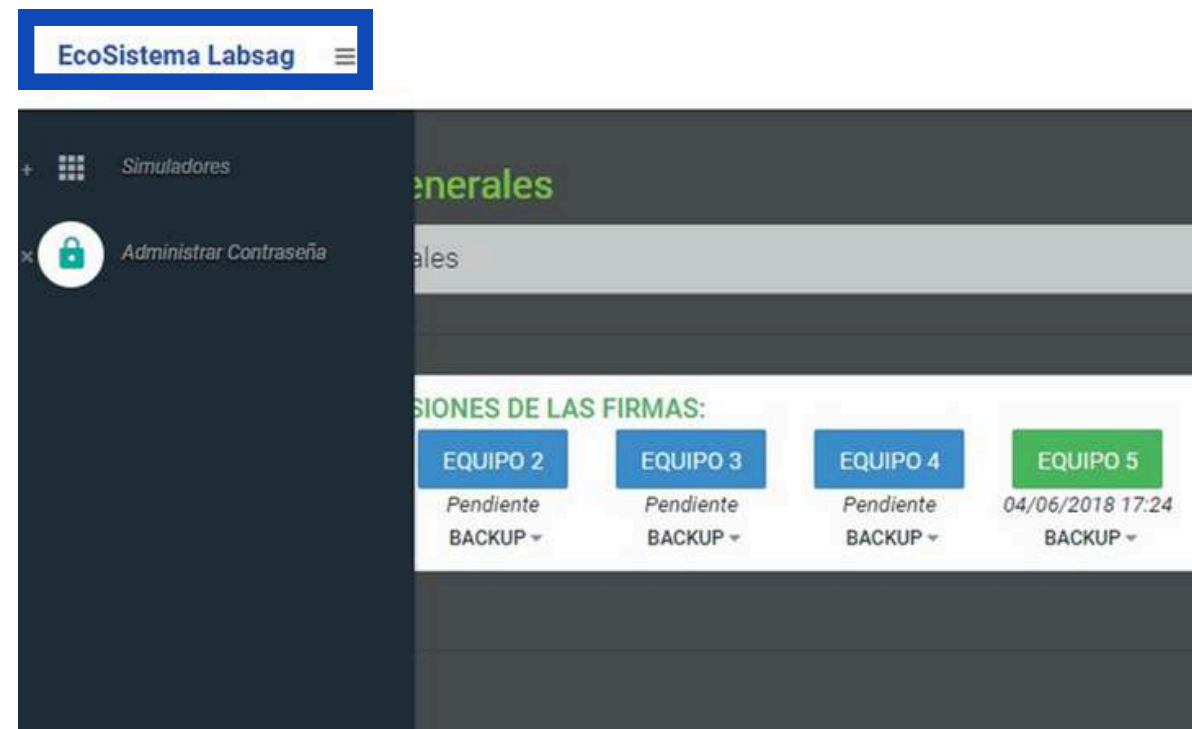 EcoSistema Labsag
Simuladores
enerales
Administrar Contraseña
ales
SIONES DE LAS FIRMAS:
EQUIPO 2 EQUIPO 3 EQUIPO 4 EQUIPO 5
Pendiente Pendiente Pendiente 04/06/2018 17:24
BACKUP BACKUP BACKUP BACKUP